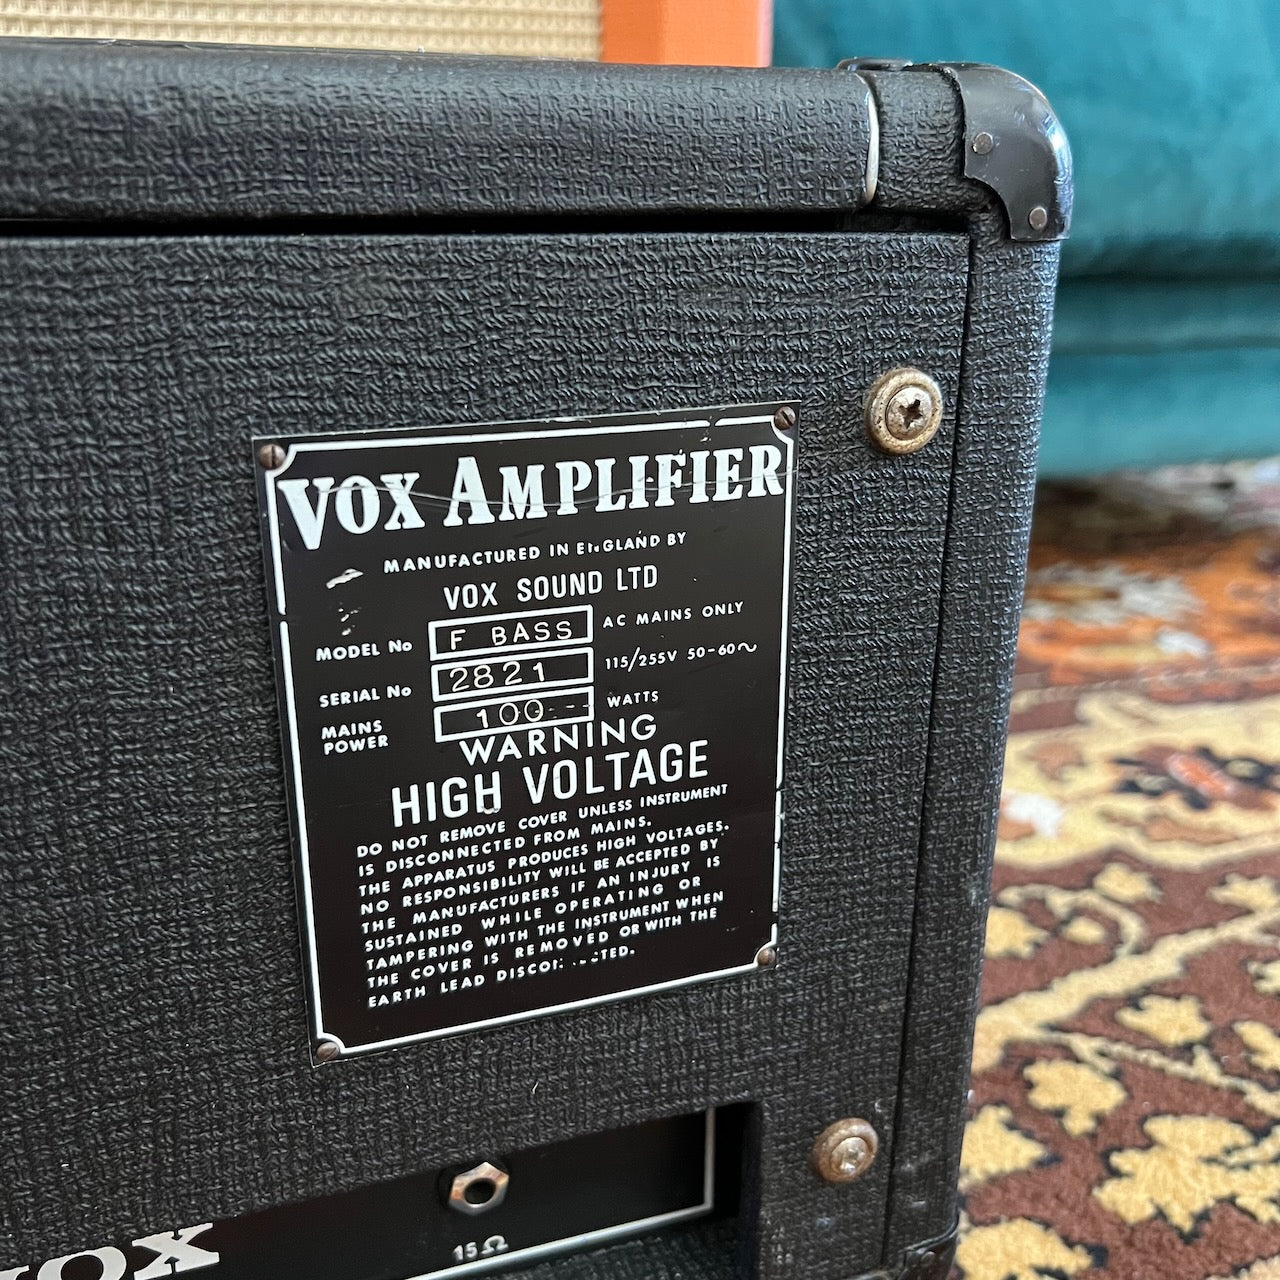 VOX AMPLIFIER
MANUFACTURED IN ENGLAND BY
VOX SOUND LTD
MODEL No F BASS AC MAINS ONLY
SERIAL No 2821 115/255V 50-60~
MAINS POWER 100 WATTS
WARNING
HIGH VOLTAGE
DO NOT REMOVE COVER UNLESS INSTRUMENT
IS DISCONNECTED FROM MAINS.
THE APPARATUS PRODUCES HIGH VOLTAGES.
NO RESPONSIBILITY WILL BE ACCEPTED BY
THE MANUFACTURERS IF AN INJURY IS
SUSTAINED WHILE OPERATING OR
TAMPERING WITH THE INSTRUMENT WHEN
THE COVER IS REMOVED OR WITH THE
EARTH LEAD DISCONNECTED.
VOX
15Ω